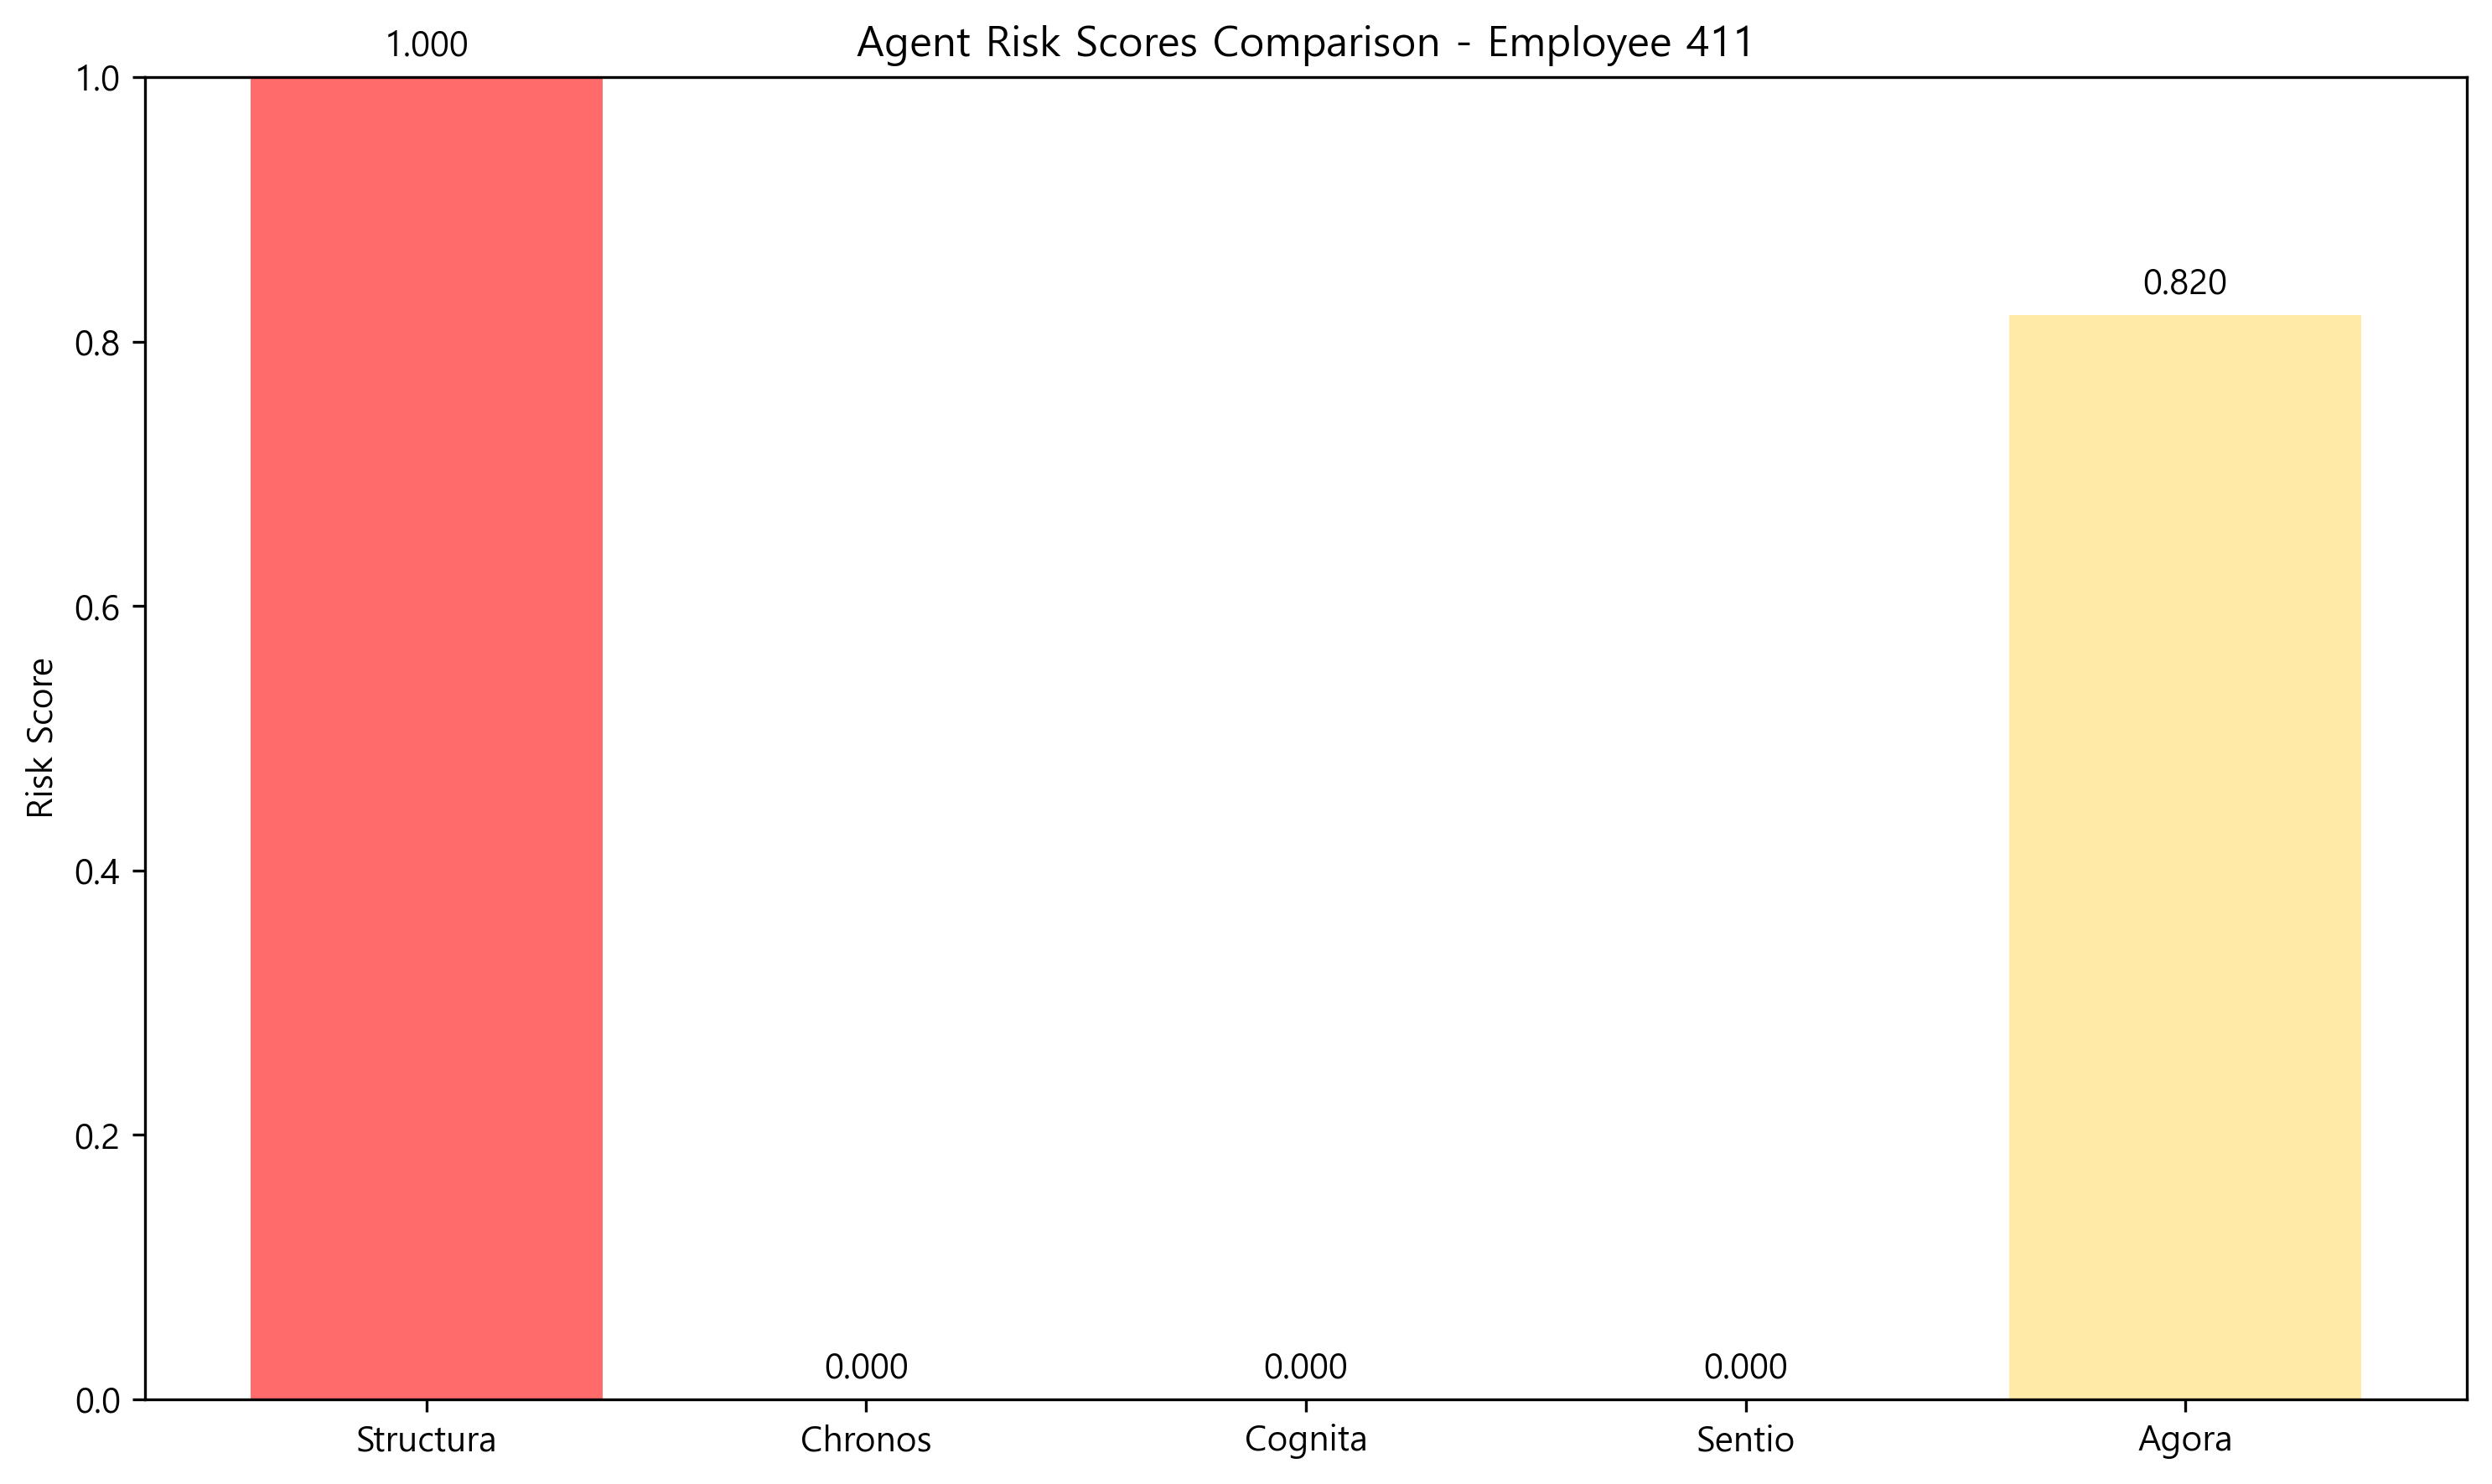 Agent Risk Scores Comparison - Employee 411
1.000
1.0
0.820
0.8
0.6
Risk Score
0.4
0.2
0.000 0.000 0.000
0.0
Structura Chronos Cognita Sentio Agora